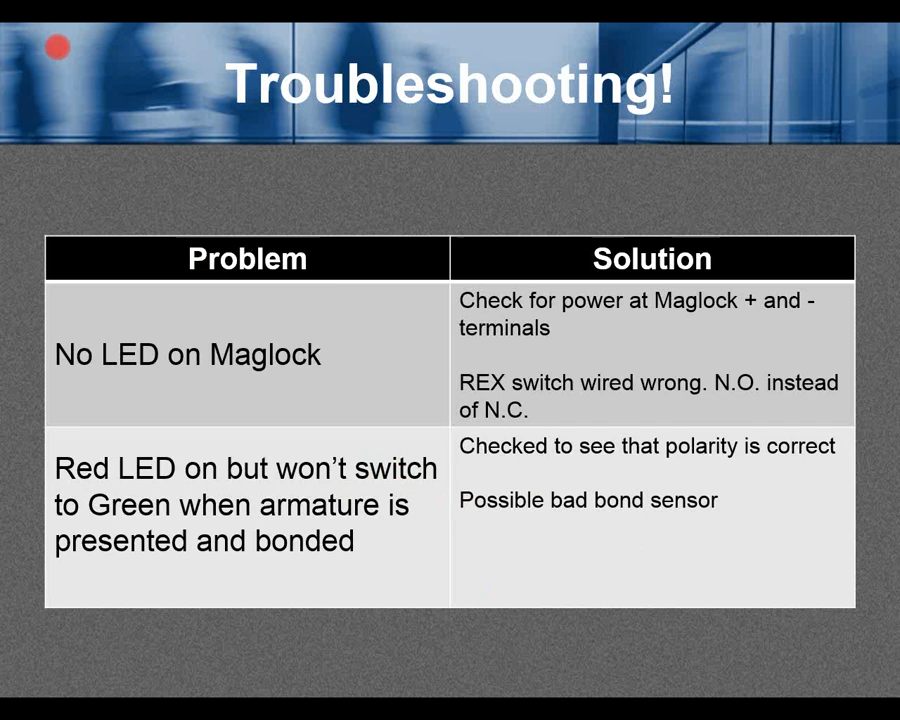 Troubleshooting!
Problem
Solution
No LED on Maglock
Check for power at Maglock + and -
terminals
REX switch wired wrong. N.O. instead
of N.C.
Red LED on but won’t switch
to Green when armature is
presented and bonded
Checked to see that polarity is correct
Possible bad bond sensor